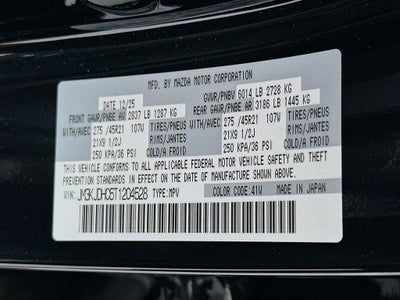 MFD. BY MAZDA MOTOR CORPORATION
DATE 12/25 GVWR/PNBV 6014 LB 2728 KG
FRONT GAWR/PNBE AV 2837 LB 1287 KG REAR GAWR/PNBE AR 3186 LB 1445 KG
WITH/AVEC 275 /45R21 107W TIRES/PNEUS WITH/AVEC 275 /45R21 107W TIRES/PNEUS
21X9 1/2J RIMS/JANTES 21X9 1/2J RIMS/JANTES
250 KPA/36 PSI COLD/A FROID 250 KPA/36 PSI COLD/A FROID
THIS VEHICLE CONFORMS TO ALL APPLICABLE FEDERAL MOTOR VEHICLE SAFETY AND THEFT
PREVENTION STANDARDS IN EFFECT ON THE DATE OF MANUFACTURE SHOWN ABOVE.
VIN: JM3KJDHC6T1204528 TYPE:MPV COLOR:41W MADE IN JAPAN